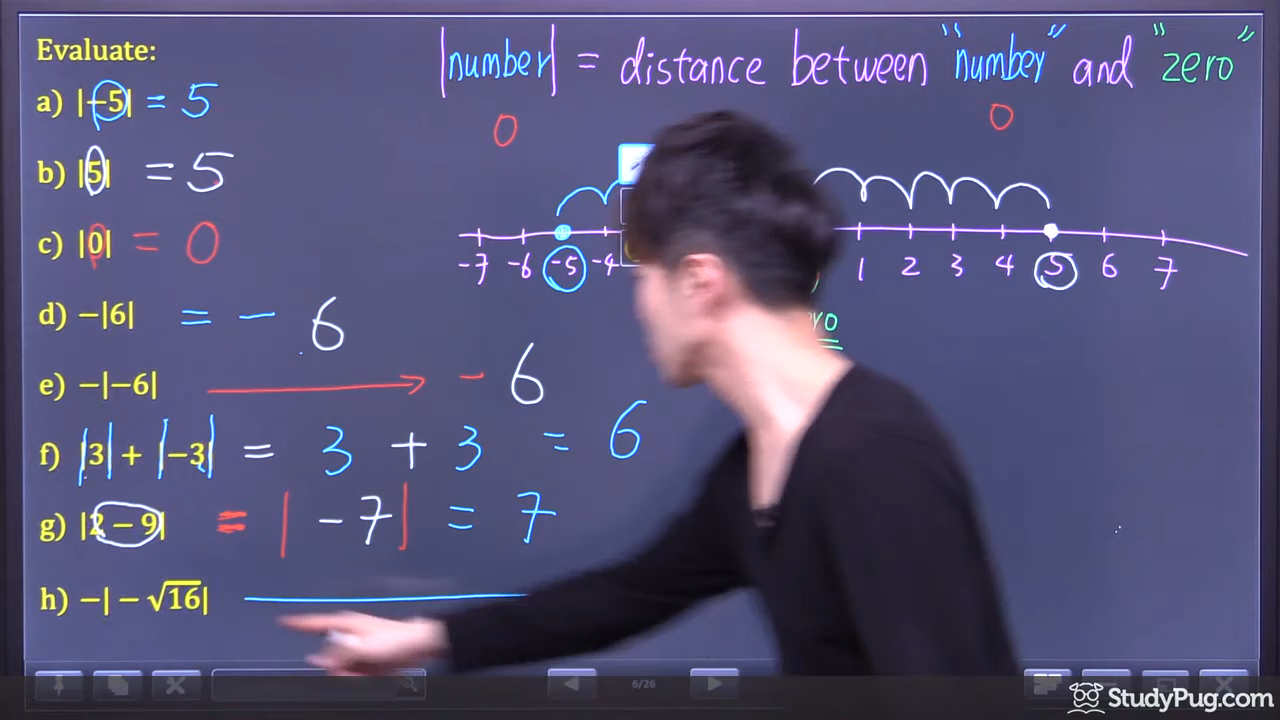 Evaluate:
|number| = distance between "number" and "zero"
0 0
a) |−5| = 5
b) |5| = 5
c) |0| = 0
-7 -6 -5 -4 1 2 3 4 5 6 7
d) −|6| = - 6
e) −|−6| → - 6
f) |3| + |−3| = 3 + 3 = 6
g) |2 − 9| = | -7 | = 7
h) −|−√16|
6/26
StudyPug.com